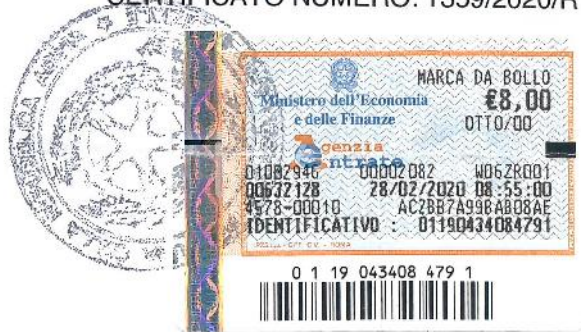 CERTIFICATO NUMERO: 1359/2020/R
MARCA DA BOLLO
Ministero dell'Economia
e delle Finanze
€8,00
OTTO/00
genzia
ntrate
01082946 00002082 W06ZR001
00632128 28/02/2020 08:55:00
4578-00010 AC2BB7A99BAB08AE
IDENTIFICATIVO : 01190434084791
0 1 19 043408 479 1